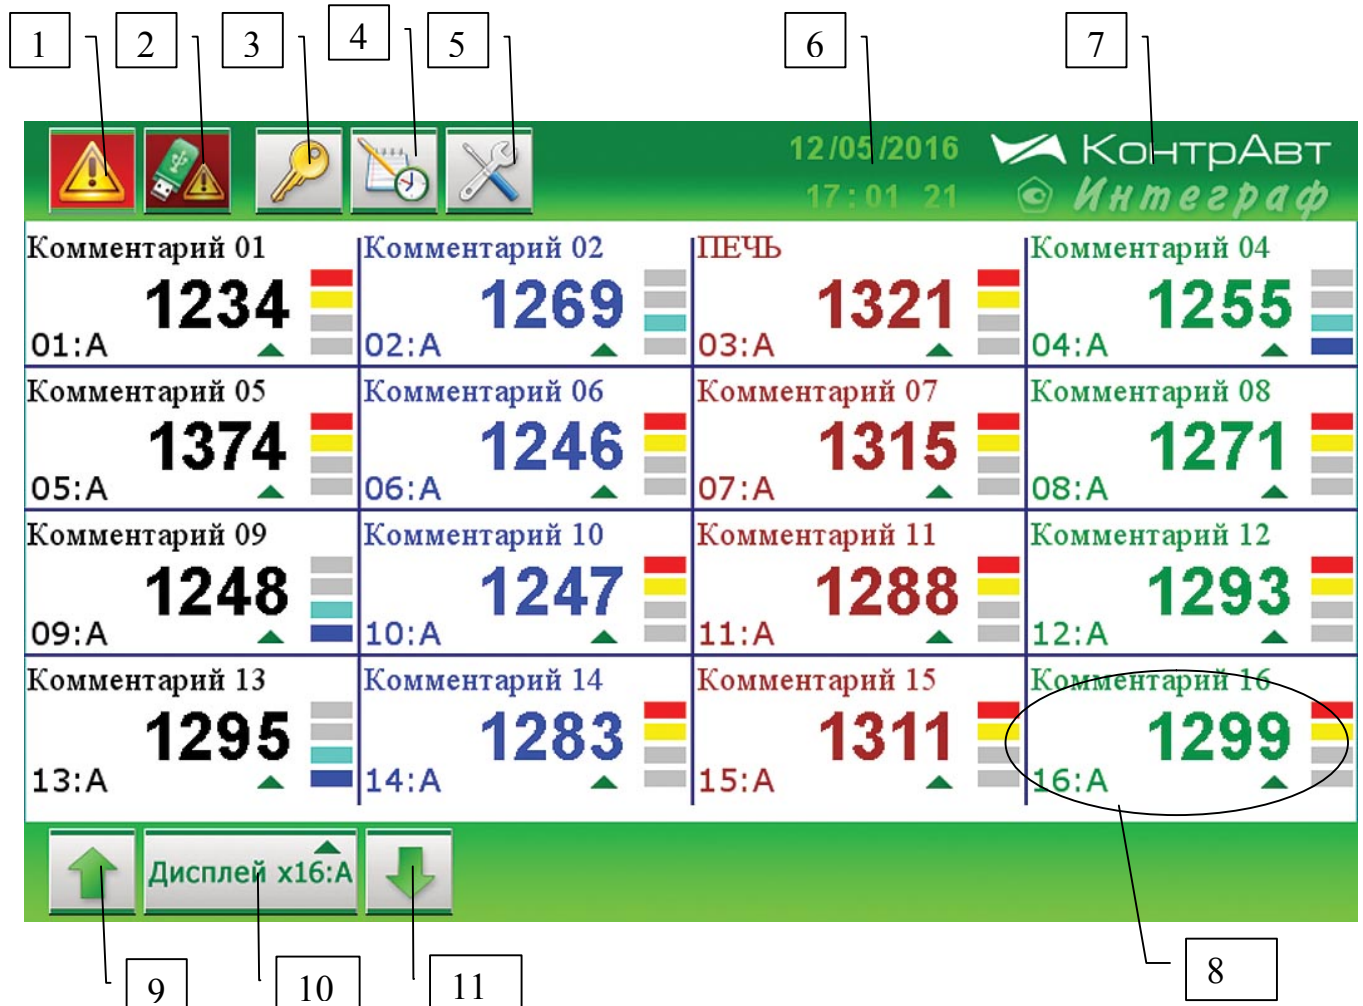 1 2 3 4 5 6 7
12/05/2016 КонтрАвт
17:01 21 Интеграф
Комментарий 01 Комментарий 02 ПЕЧЬ Комментарий 04
1234 1269 1321 1255
01:A 02:A 03:A 04:A
Комментарий 05 Комментарий 06 Комментарий 07 Комментарий 08
1374 1246 1315 1271
05:A 06:A 07:A 08:A
Комментарий 09 Комментарий 10 Комментарий 11 Комментарий 12
1248 1247 1288 1293
09:A 10:A 11:A 12:A
Комментарий 13 Комментарий 14 Комментарий 15 Комментарий 16
1295 1283 1311 1299
13:A 14:A 15:A 16:A
Дисплей x16:A
8
9 10 11